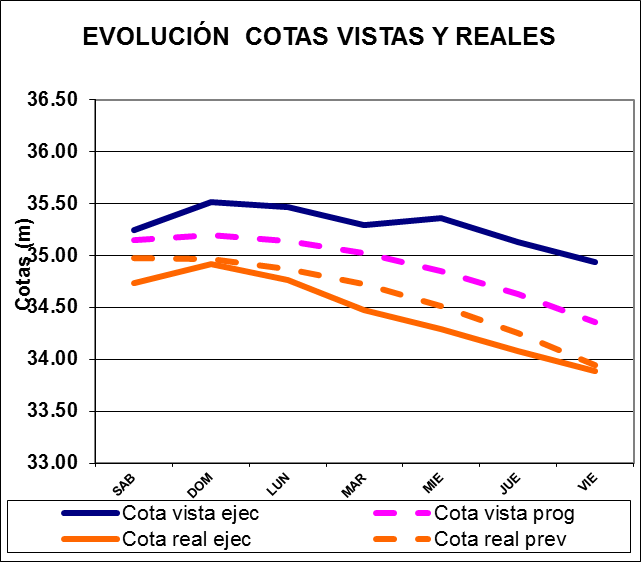 EVOLUCIÓN COTAS VISTAS Y REALES
36.50
36.00
35.50
35.00
34.50
34.00
33.50
33.00
Cotas (m)
SAB DOM LUN MAR MIE JUE VIE
Cota vista ejec Cota vista prog
Cota real ejec Cota real prev